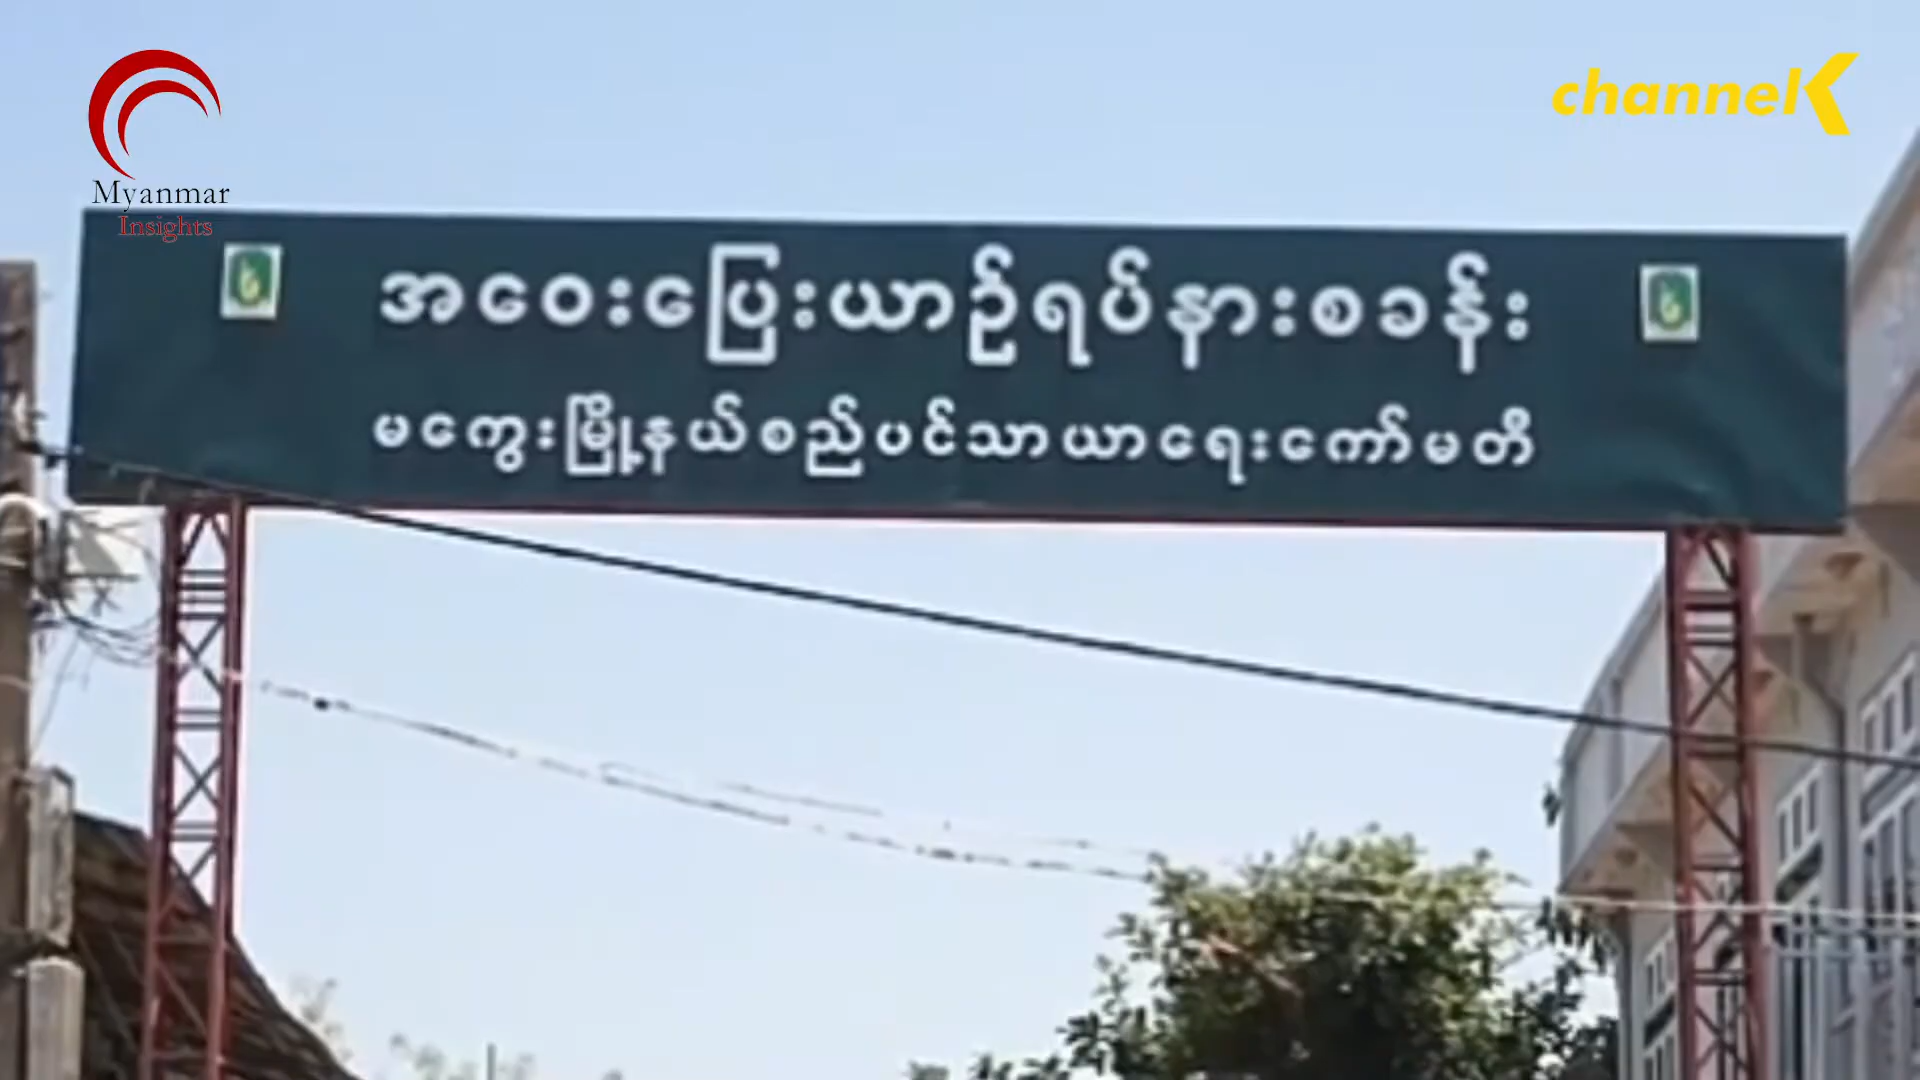 Myanmar
Insights
channelK
အဝေးပြေးယာဉ်ရပ်နားစခန်း
မကွေးမြို့နယ်စည်ပင်သာယာရေးကော်မတီ